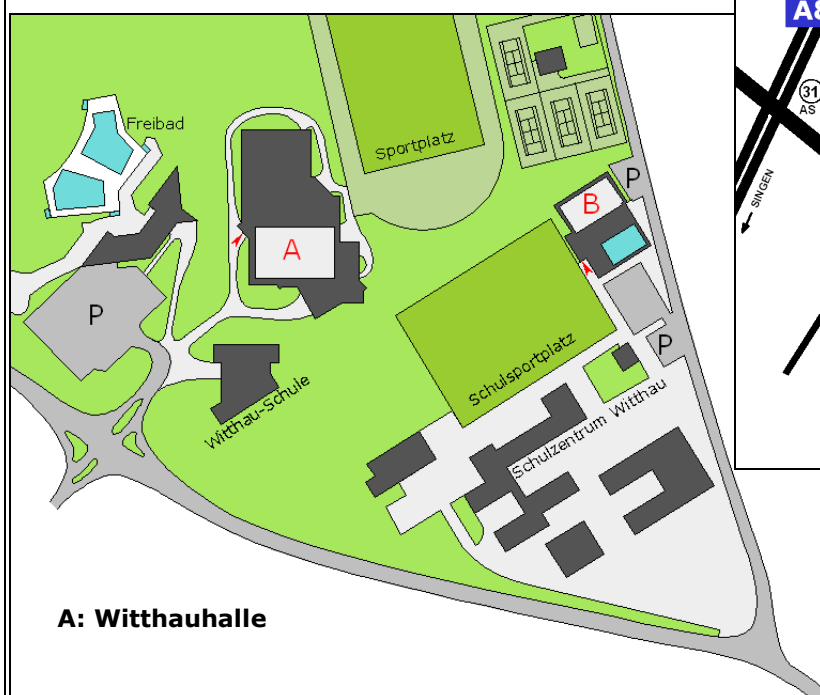 A8
31
AS
SINGEN
Freibad
Sportplatz
P
B
A
P
Schulsportplatz
P
Witthau-Schule
Schulzentrum Witthau
A: Witthauhalle